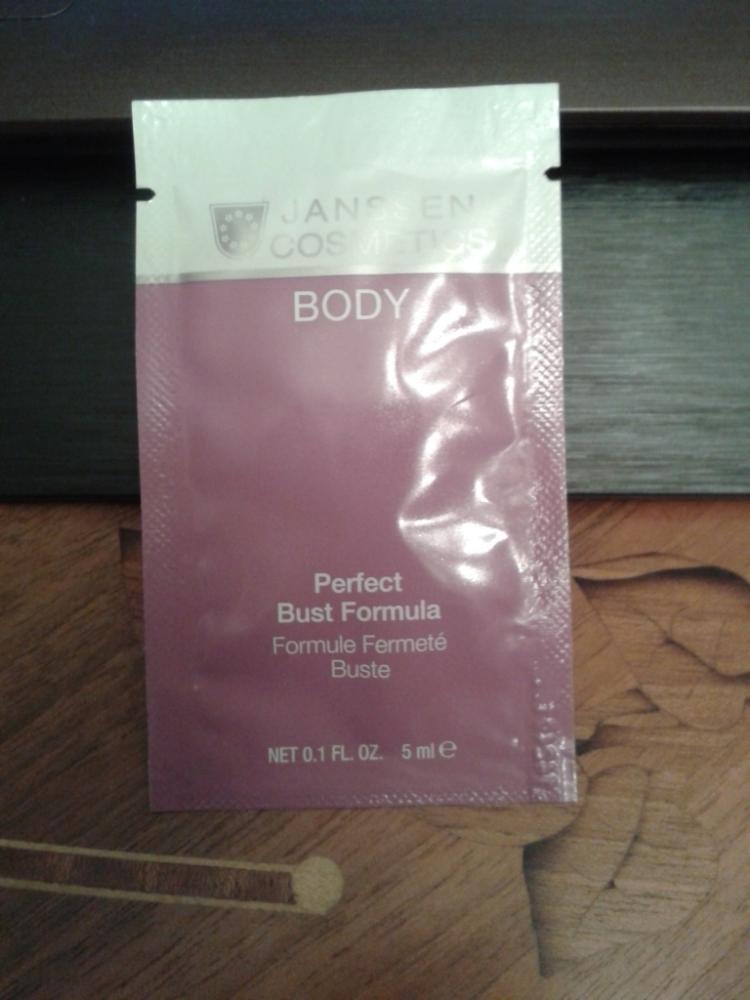 JANSSEN
COSMETICS
BODY
Perfect
Bust Formula
Formule Fermeté
Buste
NET 0.1 FL. OZ. 5 ml ℮